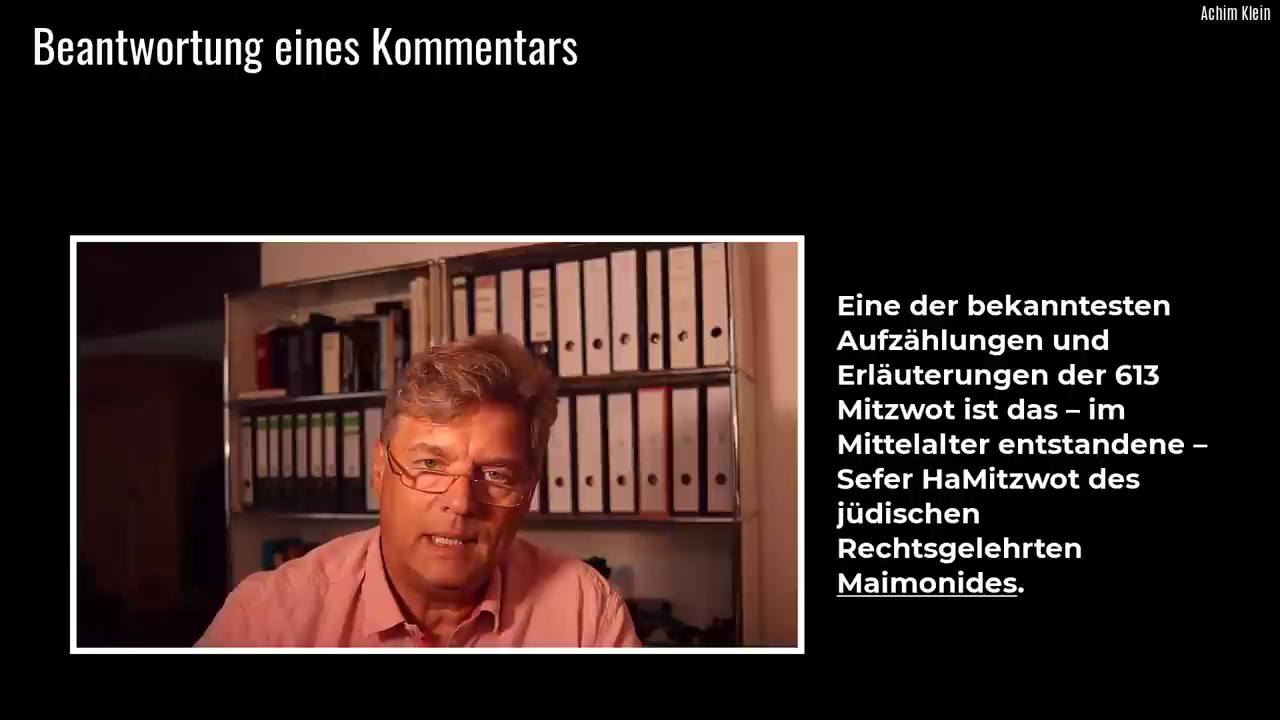 Achim Klein
Beantwortung eines Kommentars
Eine der bekanntesten
Aufzählungen und
Erläuterungen der 613
Mitzwot ist das – im
Mittelalter entstandene –
Sefer HaMitzwot des
jüdischen
Rechtsgelehrten
Maimonides.